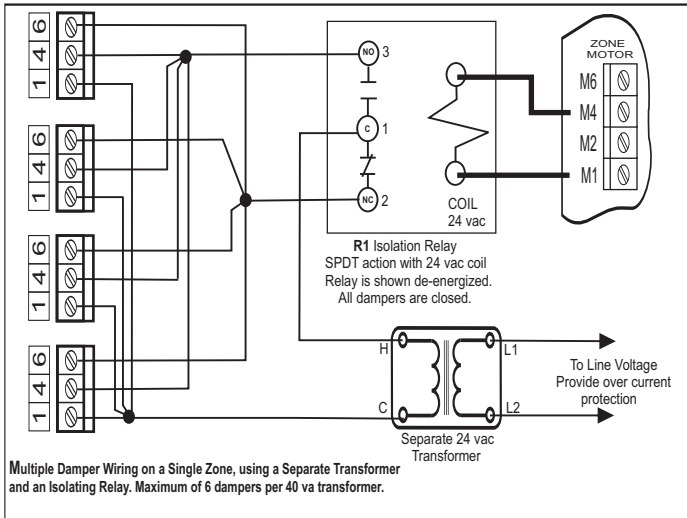 6
4
1
6
4
1
6
4
1
6
4
1
NO 3
C 1
NC 2
COIL
24 vac
ZONE
MOTOR
M6
M4
M2
M1
R1 Isolation Relay
SPDT action with 24 vac coil
Relay is shown de-energized.
All dampers are closed.
H
C
L1
L2
To Line Voltage
Provide over current
protection
Separate 24 vac
Transformer
Multiple Damper Wiring on a Single Zone, using a Separate Transformer
and an Isolating Relay. Maximum of 6 dampers per 40 va transformer.